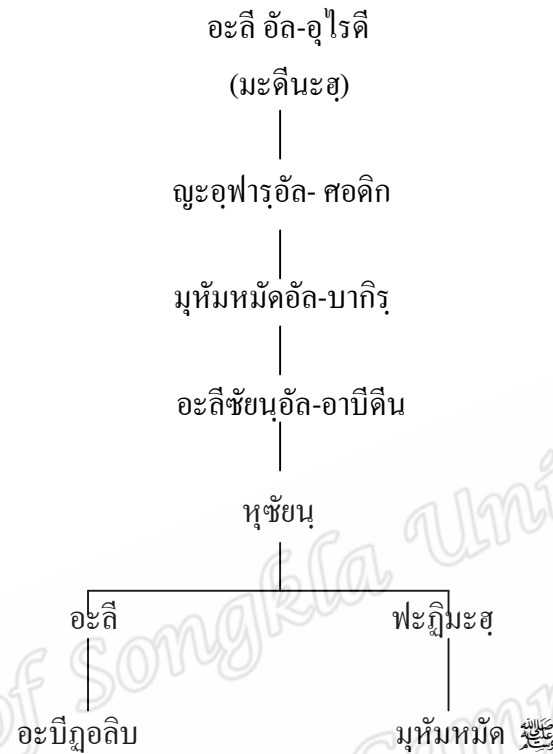 อะลี อัล-อุไรดี
(มะดีนะฮฺ)
ญะอฺฟารฺอัล- ศอดิก
มุหัมหมัดอัล-บากิรฺ
อะลีซัยนฺอัล-อาบีดีน
หุซัยนฺ
อะลี ฟะฏิมะฮฺ
อะบีฏอลิบ มุหัมหมัด ﷺ
of Songkla Uni